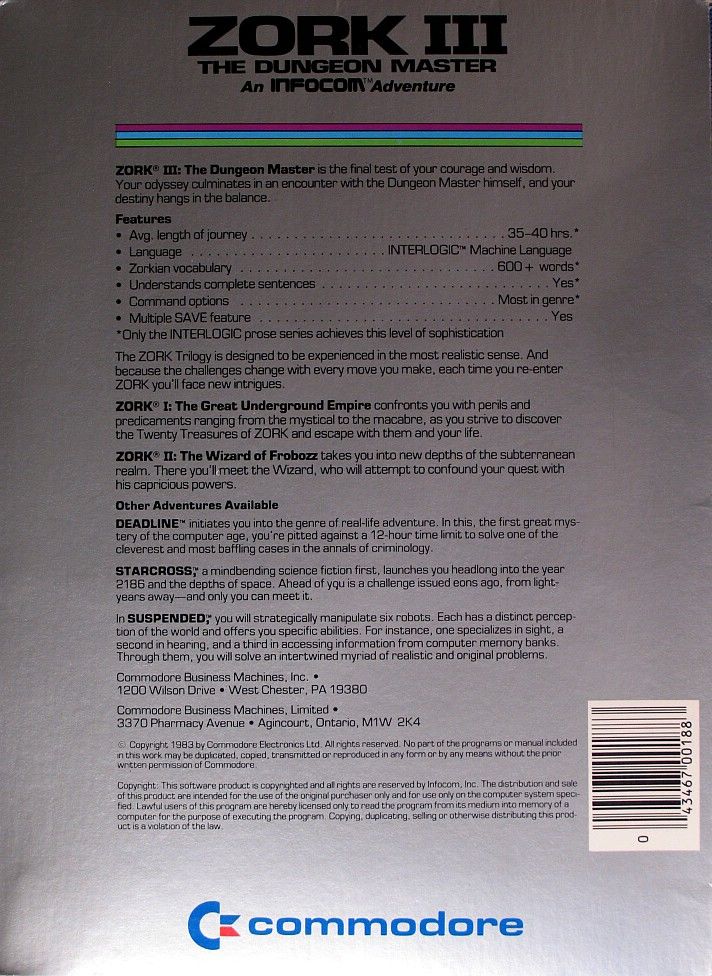 ZORK III
THE DUNGEON MASTER
An INFOCOM™ Adventure
ZORK® III: The Dungeon Master is the final test of your courage and wisdom.
Your odyssey culminates in an encounter with the Dungeon Master himself, and your
destiny hangs in the balance.
Features
• Avg. length of journey . . . . . . . . . . . . . . . . . . . . . . . . . . . . . . 35–40 hrs.*
• Language . . . . . . . . . . . . . . . . . . . . . . . INTERLOGIC™ Machine Language
• Zorkian vocabulary . . . . . . . . . . . . . . . . . . . . . . . . . . . . . . 600 + words*
• Understands complete sentences . . . . . . . . . . . . . . . . . . . . . . . . . . . Yes*
• Command options . . . . . . . . . . . . . . . . . . . . . . . . . . . . . . Most in genre*
• Multiple SAVE feature . . . . . . . . . . . . . . . . . . . . . . . . . . . . . . . . . . Yes
*Only the INTERLOGIC prose series achieves this level of sophistication
The ZORK Trilogy is designed to be experienced in the most realistic sense. And
because the challenges change with every move you make, each time you re-enter
ZORK you'll face new intrigues.
ZORK® I: The Great Underground Empire confronts you with perils and
predicaments ranging from the mystical to the macabre, as you strive to discover
the Twenty Treasures of ZORK and escape with them and your life.
ZORK® II: The Wizard of Frobozz takes you into new depths of the subterranean
realm. There you'll meet the Wizard, who will attempt to confound your quest with
his capricious powers.
Other Adventures Available
DEADLINE™ initiates you into the genre of real-life adventure. In this, the first great mys-
tery of the computer age, you're pitted against a 12-hour time limit to solve one of the
cleverest and most baffling cases in the annals of criminology.
STARCROSS,™ a mindbending science fiction first, launches you headlong into the year
2186 and the depths of space. Ahead of you is a challenge issued eons ago, from light-
years away—and only you can meet it.
In SUSPENDED,™ you will strategically manipulate six robots. Each has a distinct percep-
tion of the world and offers you specific abilities. For instance, one specializes in sight, a
second in hearing, and a third in accessing information from computer memory banks.
Through them, you will solve an intertwined myriad of realistic and original problems.
Commodore Business Machines, Inc. •
1200 Wilson Drive • West Chester, PA 19380
Commodore Business Machines, Limited •
3370 Pharmacy Avenue • Agincourt, Ontario, M1W 2K4
© Copyright 1983 by Commodore Electronics Ltd. All rights reserved. No part of the programs or manual included
in this work may be duplicated, copied, transmitted or reproduced in any form or by any means without the prior
written permission of Commodore.
Copyright: This software product is copyrighted and all rights are reserved by Infocom, Inc. The distribution and sale
of this product are intended for the use of the original purchaser only and for use only on the computer system speci-
fied. Lawful users of this program are hereby licensed only to read the program from its medium into memory of a
computer for the purpose of executing the program. Copying, duplicating, selling or otherwise distributing this prod-
uct is a violation of the law.
0 43467 00188
commodore